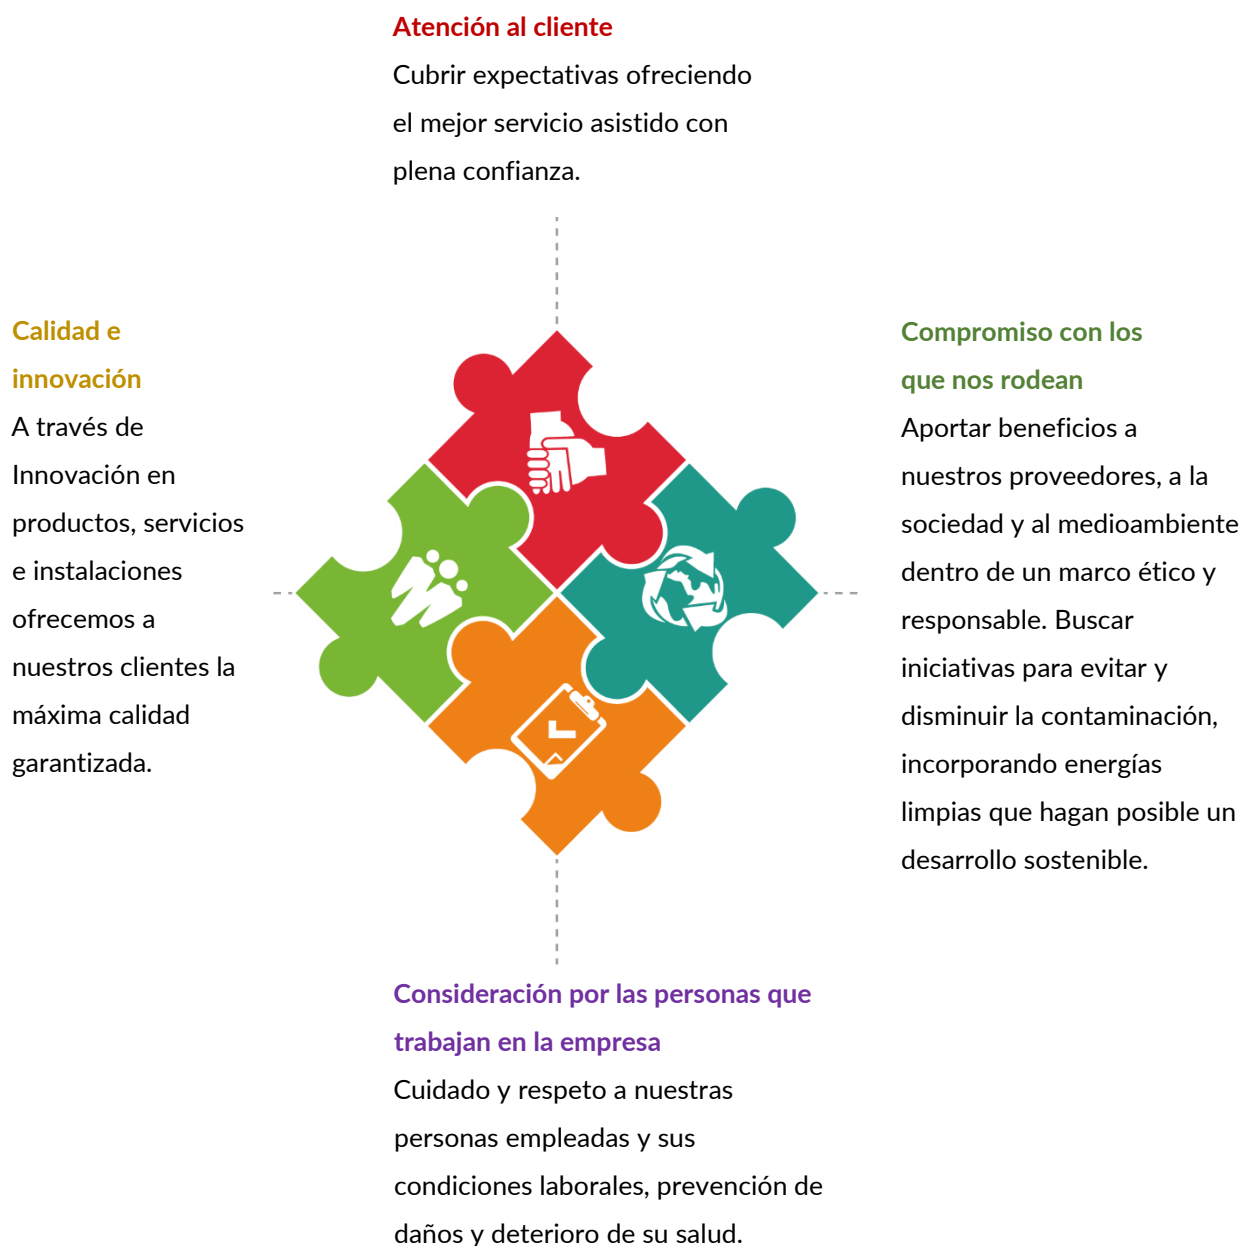 Atención al cliente
Cubrir expectativas ofreciendo
el mejor servicio asistido con
plena confianza.
Calidad e
innovación
A través de
Innovación en
productos, servicios
e instalaciones
ofrecemos a
nuestros clientes la
máxima calidad
garantizada.
Compromiso con los
que nos rodean
Aportar beneficios a
nuestros proveedores, a la
sociedad y al medioambiente
dentro de un marco ético y
responsable. Buscar
iniciativas para evitar y
disminuir la contaminación,
incorporando energías
limpias que hagan posible un
desarrollo sostenible.
Consideración por las personas que
trabajan en la empresa
Cuidado y respeto a nuestras
personas empleadas y sus
condiciones laborales, prevención de
daños y deterioro de su salud.